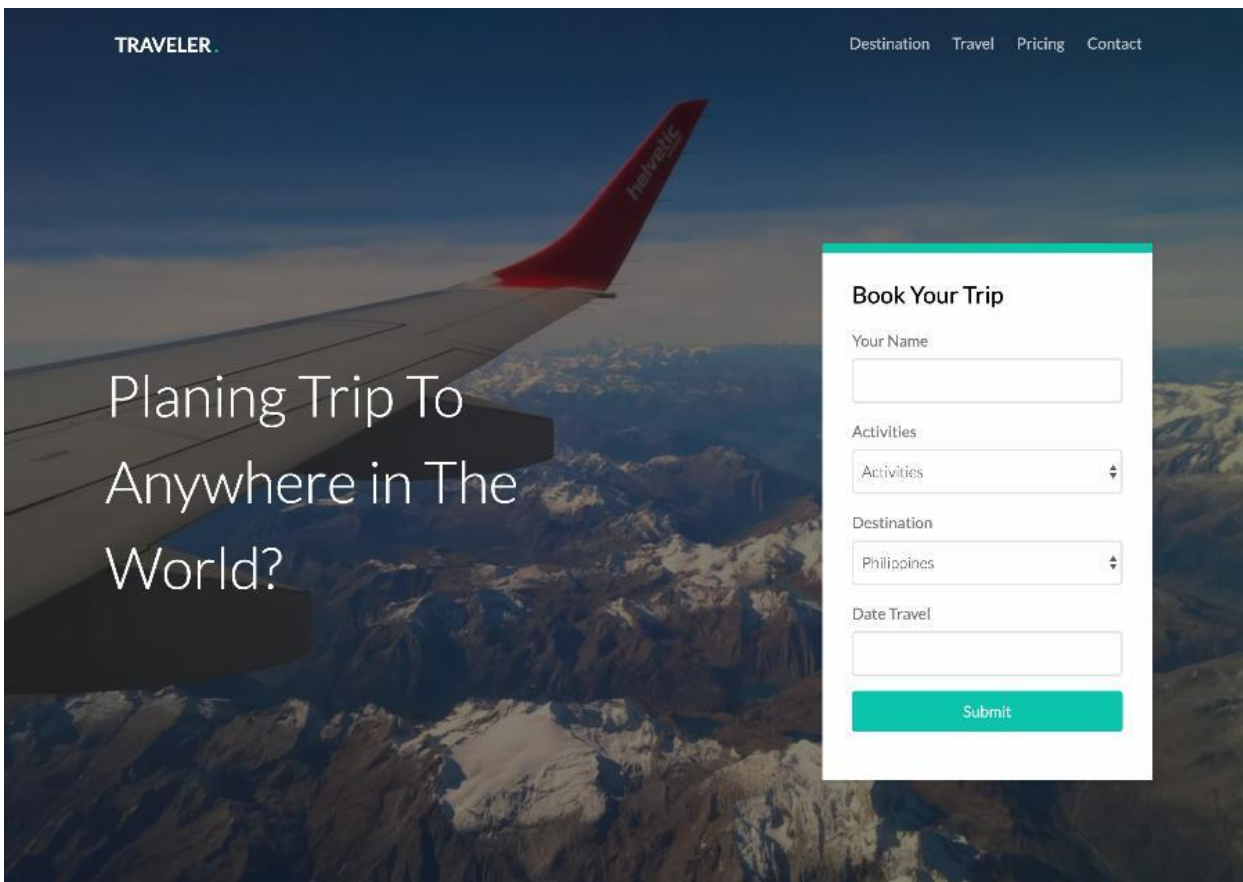 TRAVELER.
Destination Travel Pricing Contact
helvetic
Planing Trip To
Anywhere in The
World?
Book Your Trip
Your Name
Activities
Activities
Destination
Philippines
Date Travel
Submit